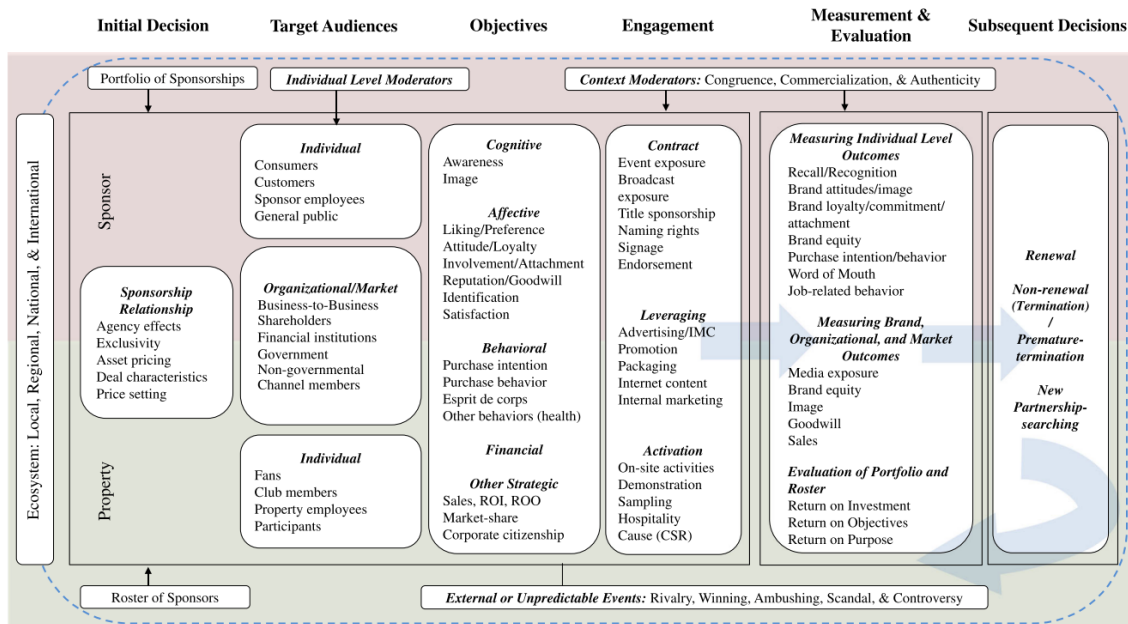 Initial Decision
Target Audiences
Objectives
Engagement
Measurement &
Evaluation
Subsequent Decisions
Portfolio of Sponsorships
Individual Level Moderators
Context Moderators: Congruence, Commercialization, & Authenticity
Ecosystem: Local, Regional, National, & International
Sponsor
Property
Sponsorship
Relationship
Agency effects
Exclusivity
Asset pricing
Deal characteristics
Price setting
Individual
Consumers
Customers
Sponsor employees
General public
Organizational/Market
Business-to-Business
Shareholders
Financial institutions
Government
Non-governmental
Channel members
Individual
Fans
Club members
Property employees
Participants
Cognitive
Awareness
Image
Affective
Liking/Preference
Attitude/Loyalty
Involvement/Attachment
Reputation/Goodwill
Identification
Satisfaction
Behavioral
Purchase intention
Purchase behavior
Esprit de corps
Other behaviors (health)
Financial
Other Strategic
Sales, ROI, ROO
Market-share
Corporate citizenship
Contract
Event exposure
Broadcast
exposure
Title sponsorship
Naming rights
Signage
Endorsement
Leveraging
Advertising/IMC
Promotion
Packaging
Internet content
Internal marketing
Activation
On-site activities
Demonstration
Sampling
Hospitality
Cause (CSR)
Measuring Individual Level
Outcomes
Recall/Recognition
Brand attitudes/image
Brand loyalty/commitment/
attachment
Brand equity
Purchase intention/behavior
Word of Mouth
Job-related behavior
Measuring Brand,
Organizational, and Market
Outcomes
Media exposure
Brand equity
Image
Goodwill
Sales
Evaluation of Portfolio and
Roster
Return on Investment
Return on Objectives
Return on Purpose
Renewal
Non-renewal
(Termination)
/
Premature-
termination
New
Partnership-
searching
Roster of Sponsors
External or Unpredictable Events: Rivalry, Winning, Ambushing, Scandal, & Controversy